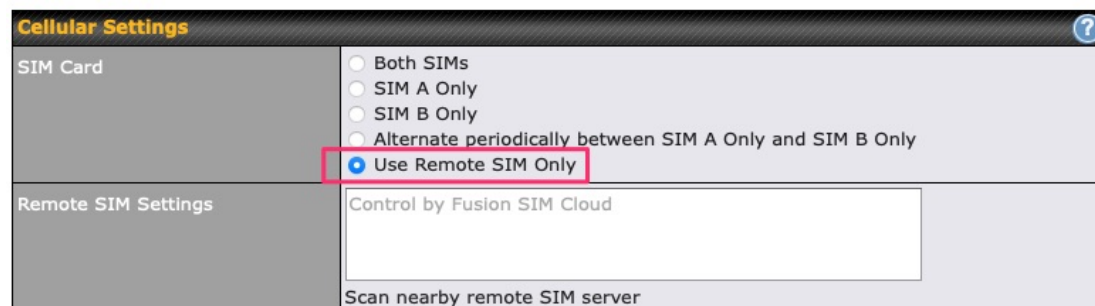 Cellular Settings
?
SIM Card
Both SIMs
SIM A Only
SIM B Only
Alternate periodically between SIM A Only and SIM B Only
Use Remote SIM Only
Remote SIM Settings
Control by Fusion SIM Cloud
Scan nearby remote SIM server